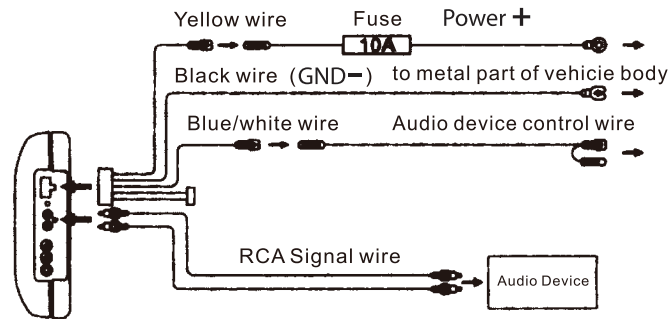 Yellow wire Fuse Power +
10A
Black wire (GND-) to metal part of vehicie body
Blue/white wire Audio device control wire
RCA Signal wire
Audio Device